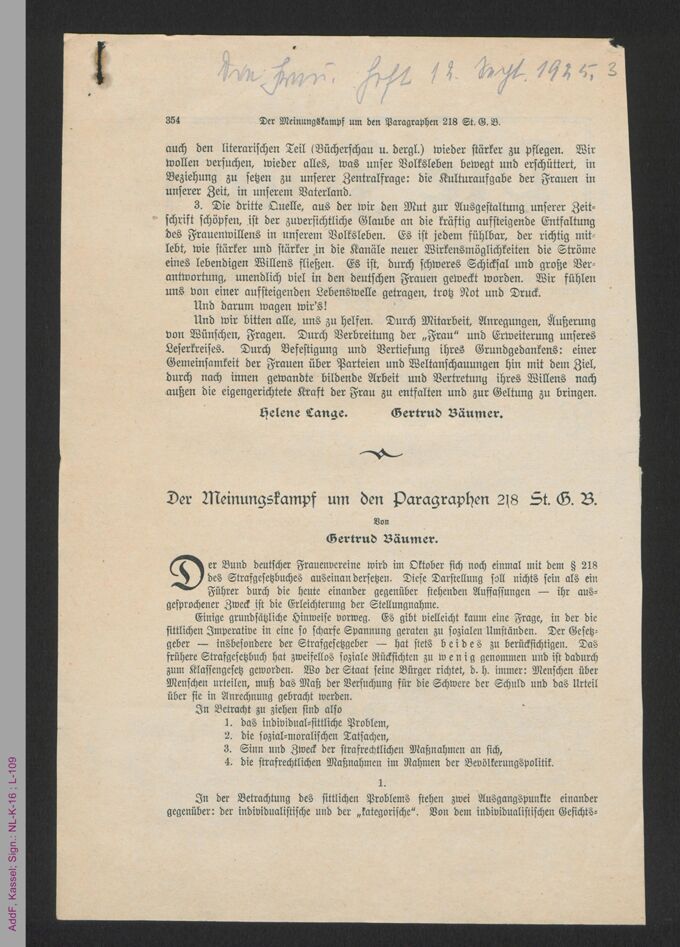 Die Frau. Heft 12. Sept. 1925. 3
354 Der Meinungskampf um den Paragraphen 218 St. G. B.
auch den literarischen Teil (Bücherschau u. dergl.) wieder stärker zu pflegen. Wir
wollen versuchen, wieder alles, was unser Volksleben bewegt und erschüttert, in
Beziehung zu setzen zu unserer Zentralfrage: die Kulturaufgabe der Frauen in
unserer Zeit, in unserem Vaterland.
3. Die dritte Quelle, aus der wir den Mut zur Ausgestaltung unserer Zeit-
schrift schöpfen, ist der zuversichtliche Glaube an die kräftig aufsteigende Entfaltung
des Frauenwillens in unserem Volksleben. Es ist jedem fühlbar, der richtig mit-
lebt, wie stärker und stärker in die Kanäle neuer Wirkensmöglichkeiten die Ströme
eines lebendigen Willens fließen. Es ist, durch schweres Schicksal und große Ver-
antwortung, unendlich viel in den deutschen Frauen geweckt worden. Wir fühlen
uns von einer aufsteigenden Lebenswelle getragen, trotz Not und Druck.
Und darum wagen wir's!
Und wir bitten alle, uns zu helfen. Durch Mitarbeit, Anregungen, Äußerung
von Wünschen, Fragen. Durch Verbreitung der „Frau“ und Erweiterung unseres
Leserkreises. Durch Befestigung und Vertiefung ihres Grundgedankens: einer
Gemeinsamkeit der Frauen über Parteien und Weltanschauungen hin mit dem Ziel,
durch nach innen gewandte bildende Arbeit und Vertretung ihres Willens nach
außen die eigengerichtete Kraft der Frau zu entfalten und zur Geltung zu bringen.
Helene Lange. Gertrud Bäumer.
Der Meinungskampf um den Paragraphen 218 St. G. B.
Von
Gertrud Bäumer.
Der Bund deutscher Frauenvereine wird im Oktober sich noch einmal mit dem § 218
des Strafgesetzbuches auseinandersetzen. Diese Darstellung soll nichts sein als ein
Führer durch die heute einander gegenüber stehenden Auffassungen — ihr aus-
gesprochener Zweck ist die Erleichterung der Stellungnahme.
Einige grundsätzliche Hinweise vorweg. Es gibt vielleicht kaum eine Frage, in der die
sittlichen Imperative in eine so scharfe Spannung geraten zu sozialen Umständen. Der Gesetz-
geber — insbesondere der Strafgesetzgeber — hat stets beides zu berücksichtigen. Das
frühere Strafgesetzbuch hat zweifellos soziale Rücksichten zu wenig genommen und ist dadurch
zum Klassengesetz geworden. Wo der Staat seine Bürger richtet, d. h. immer: Menschen über
Menschen urteilen, muß das Maß der Versuchung für die Schwere der Schuld und das Urteil
über sie in Anrechnung gebracht werden.
In Betracht zu ziehen sind also
1. das individual-sittliche Problem,
2. die sozial-moralischen Tatsachen,
3. Sinn und Zweck der strafrechtlichen Maßnahmen an sich,
4. die strafrechtlichen Maßnahmen im Rahmen der Bevölkerungspolitik.
1.
In der Betrachtung des sittlichen Problems stehen zwei Ausgangspunkte einander
gegenüber: der individualistische und der „kategorische“. Von dem individualistischen Gesichts-
AddF, Kassel; Sign.: NL-K-16 ; L-109